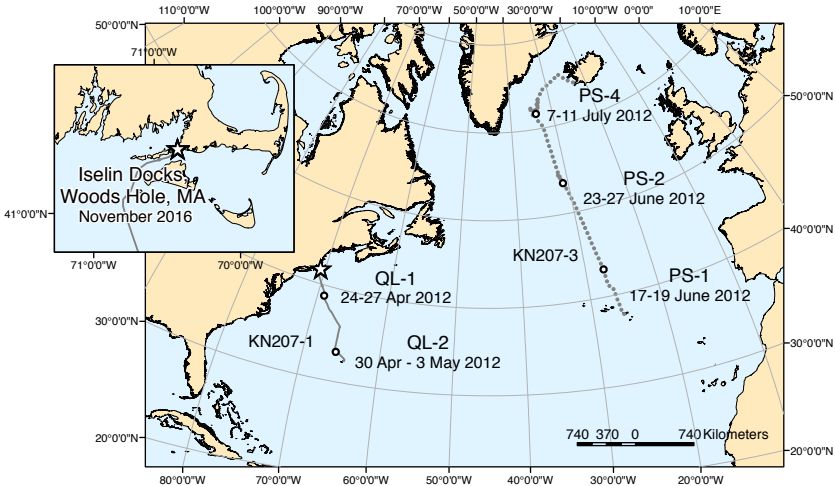 110°0'0"W 100°0'0"W 90°0'0"W 70°0'0"W 50°0'0"W 30°0'0"W 10°0'0"W 0°0'0" 10°0'0"E
50°0'0"N
71°0'0"W
50°0'0"N
PS-4
7-11 July 2012
Iselin Docks,
Woods Hole, MA
November 2016
PS-2
23-27 June 2012
41°0'0"N
40°0'0"N
KN207-3
71°0'0"W 70°0'0"W
QL-1
24-27 Apr 2012
PS-1
17-19 June 2012
30°0'0"N
KN207-1
QL-2
30 Apr - 3 May 2012
30°0'0"N
20°0'0"N
740 370 0 740 Kilometers
20°0'0"N
80°0'0"W 70°0'0"W 60°0'0"W 50°0'0"W 40°0'0"W 30°0'0"W 20°0'0"W